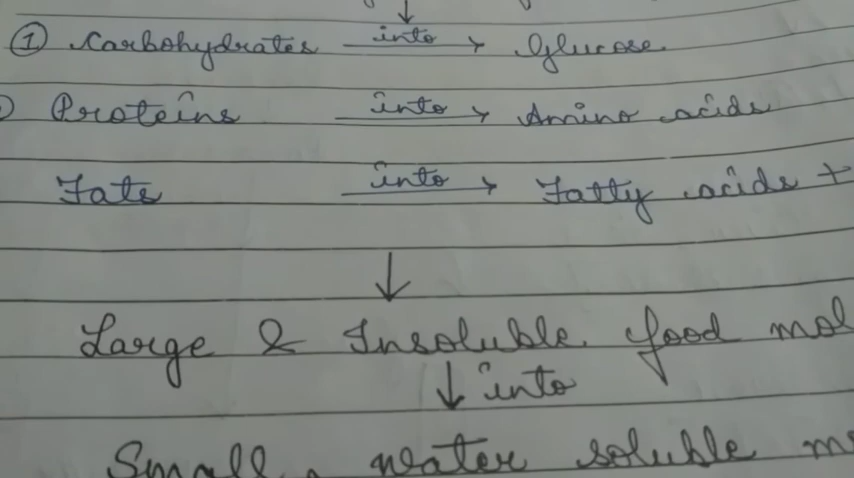 ① Carbohydrates into → Glucose
Proteins into → Amino acids
Fats into → Fatty acids +
↓
Large & Insoluble food mol
↓ into
Small, water soluble